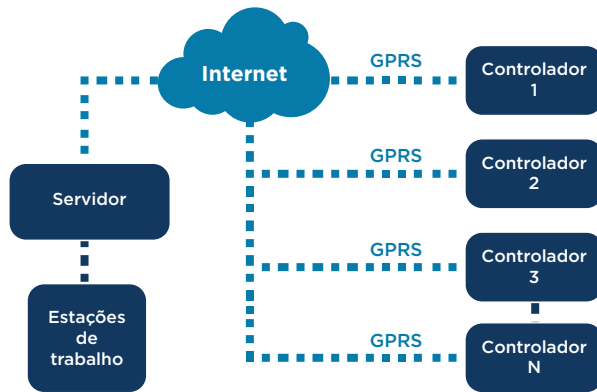 Internet
GPRS
Controlador
1
GPRS
Controlador
2
Servidor
GPRS
Controlador
3
Estações
de
trabalho
GPRS
Controlador
N